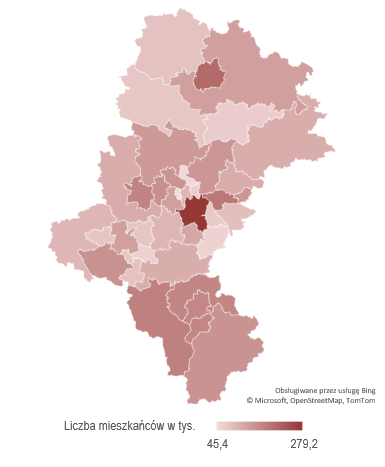 Obsługiwane przez usługę Bing
© Microsoft, OpenStreetMap, TomTom
Liczba mieszkańców w tys.
45,4 279,2